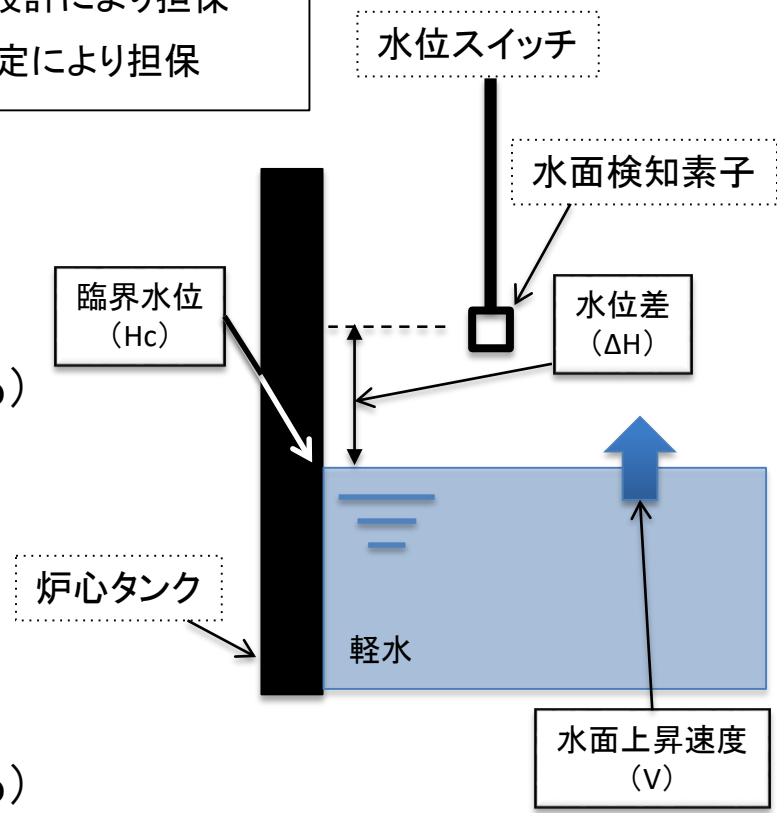 設計により担保
定により担保
水位スイッチ
水面検知素子
臨界水位
（Hc）
水位差
（ΔH）
）
炉心タンク
軽水
水面上昇速度
（V）
）